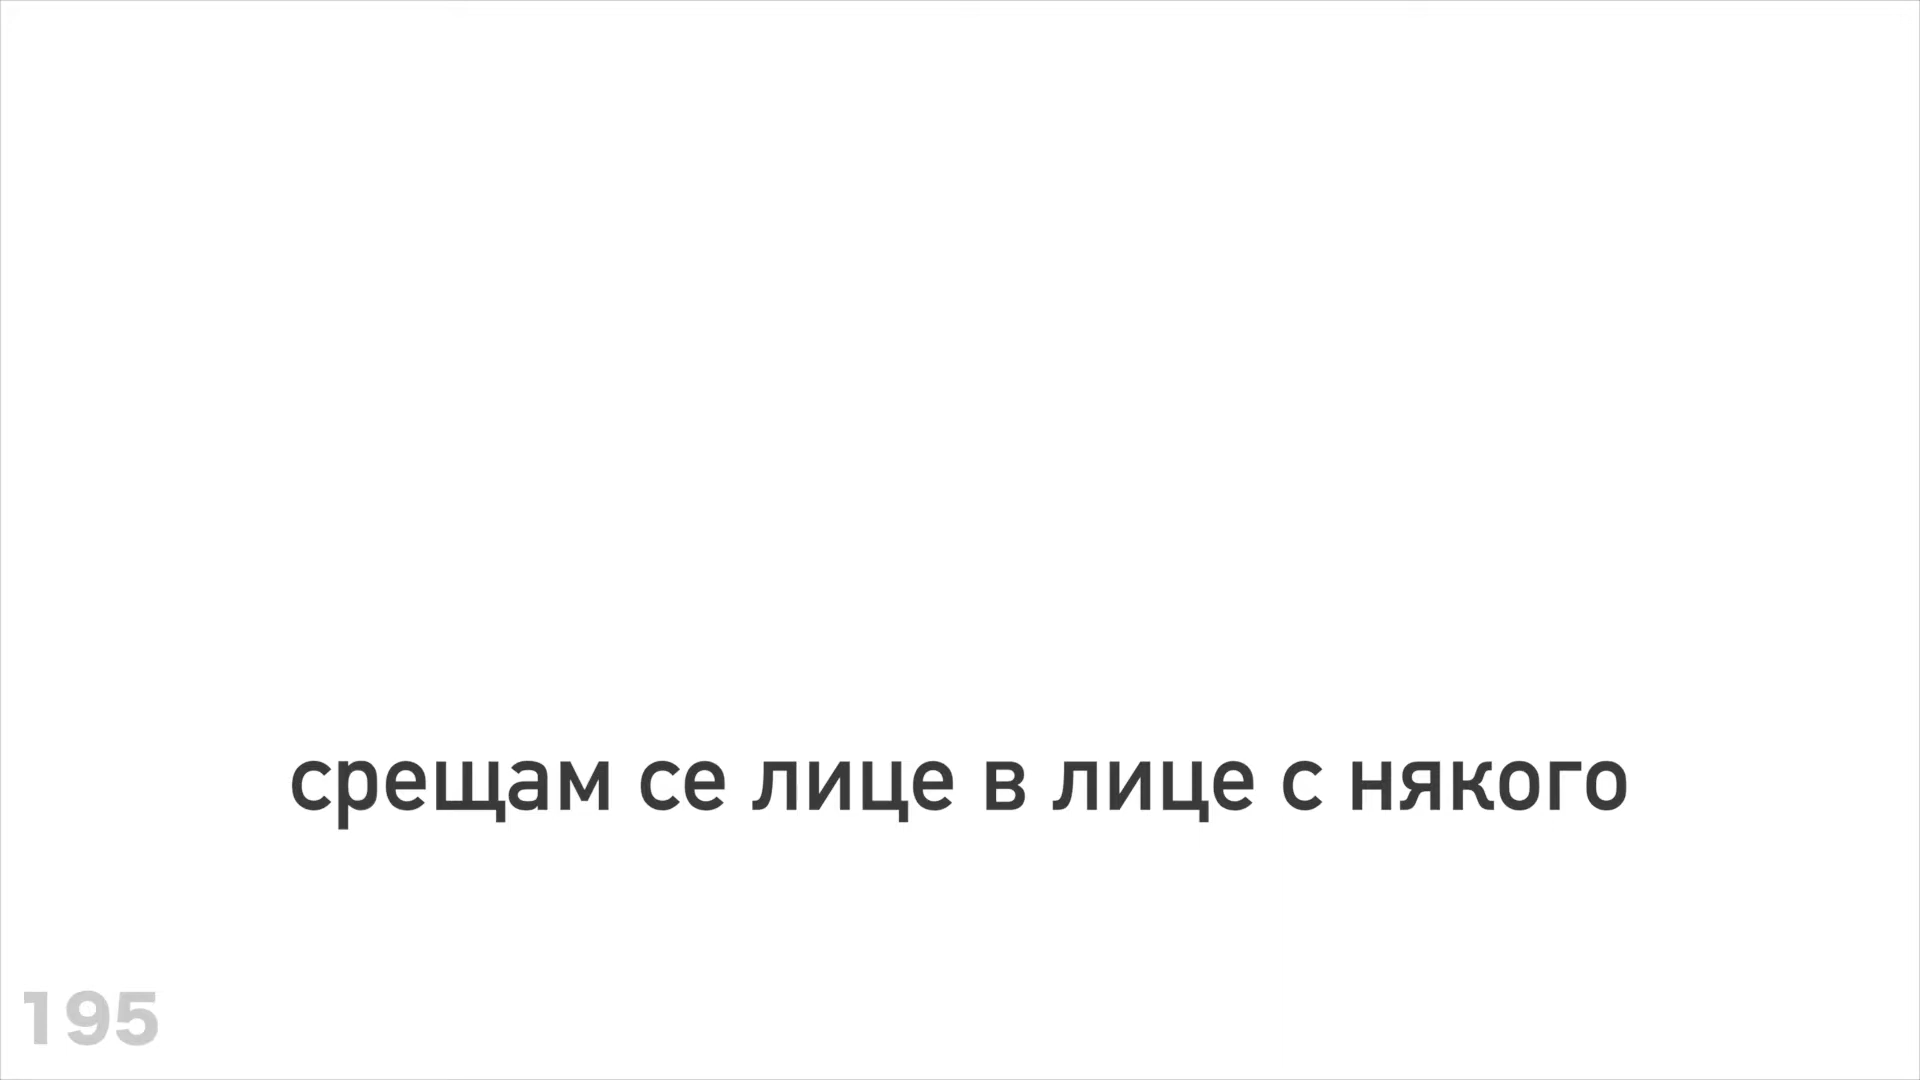 срещам се лице в лице с някого
195